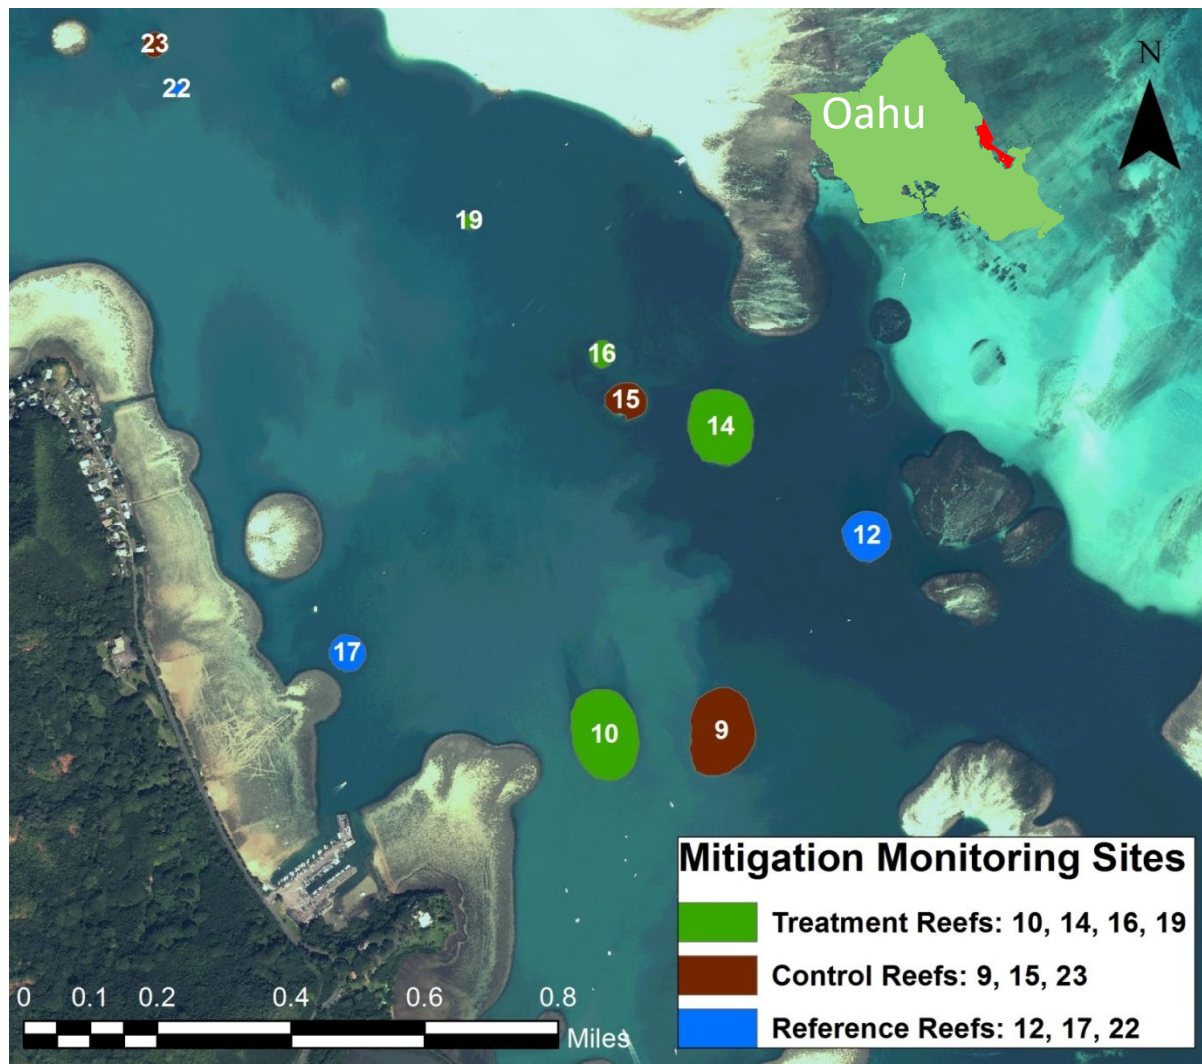 23
22
Oahu
N
19
16
15
14
12
17
10
9
Mitigation Monitoring Sites
Treatment Reefs: 10, 14, 16, 19
Control Reefs: 9, 15, 23
Reference Reefs: 12, 17, 22
0 0.1 0.2 0.4 0.6 0.8
Miles